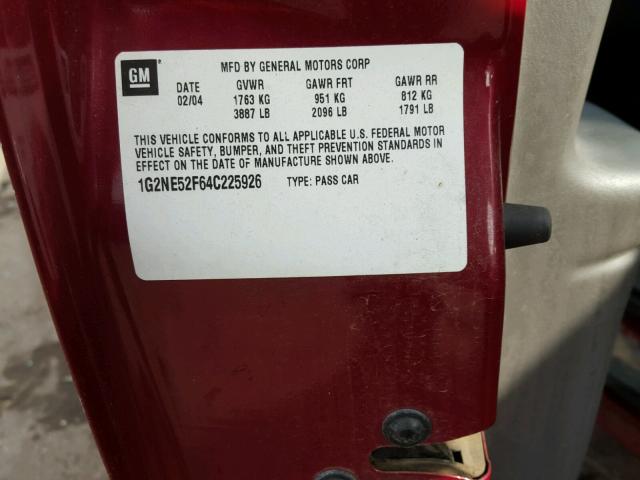 GM
MFD BY GENERAL MOTORS CORP
DATE GVWR GAWR FRT GAWR RR
02/04 1763 KG 951 KG 812 KG
3887 LB 2096 LB 1791 LB
THIS VEHICLE CONFORMS TO ALL APPLICABLE U.S. FEDERAL MOTOR
VEHICLE SAFETY, BUMPER, AND THEFT PREVENTION STANDARDS IN
EFFECT ON THE DATE OF MANUFACTURE SHOWN ABOVE.
1G2NE52F64C225926 TYPE: PASS CAR